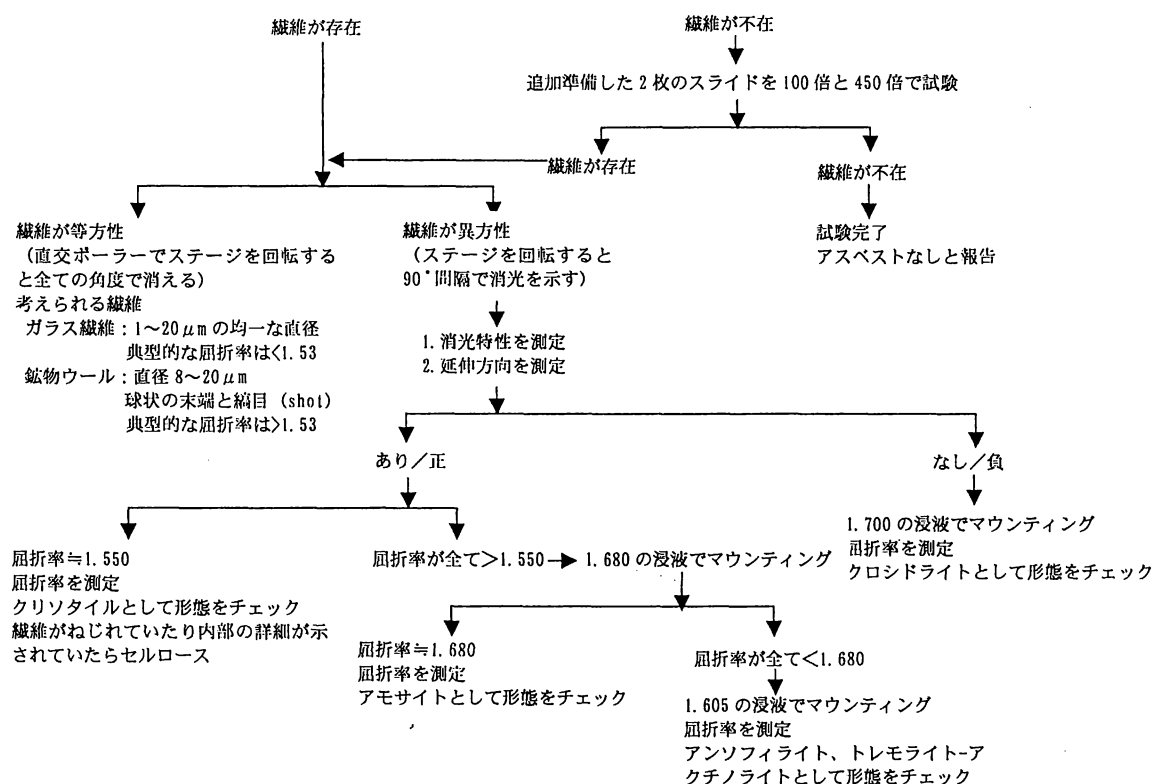 繊維が存在
繊維が不在
追加準備した2枚のスライドを100倍と450倍で試験
繊維が存在
繊維が不在
試験完了
アスベストなしと報告
繊維が等方性
(直交ポーラーでステージを回転する
と全ての角度で消える)
考えられる繊維
ガラス繊維:1~20μmの均一な直径
典型的な屈折率は<1.53
鉱物ウール:直径8~20μm
球状の末端と縞目(shot)
典型的な屈折率は>1.53
繊維が異方性
(ステージを回転すると
90°間隔で消光を示す)
1.消光特性を測定
2.延伸方向を測定
あり/正
なし/負
屈折率≒1.550
屈折率を測定
クリソタイルとして形態をチェック
繊維がねじれていたり内部の詳細が示
されていたらセルロース
屈折率が全て>1.550
1.680の浸液でマウンティング
1.700の浸液でマウンティング
屈折率を測定
クロシドライトとして形態をチェック
屈折率≒1.680
屈折率を測定
アモサイトとして形態をチェック
屈折率が全て<1.680
1.605の浸液でマウンティング
屈折率を測定
アンソフィライト、トレモライト-ア
クチノライトとして形態をチェック